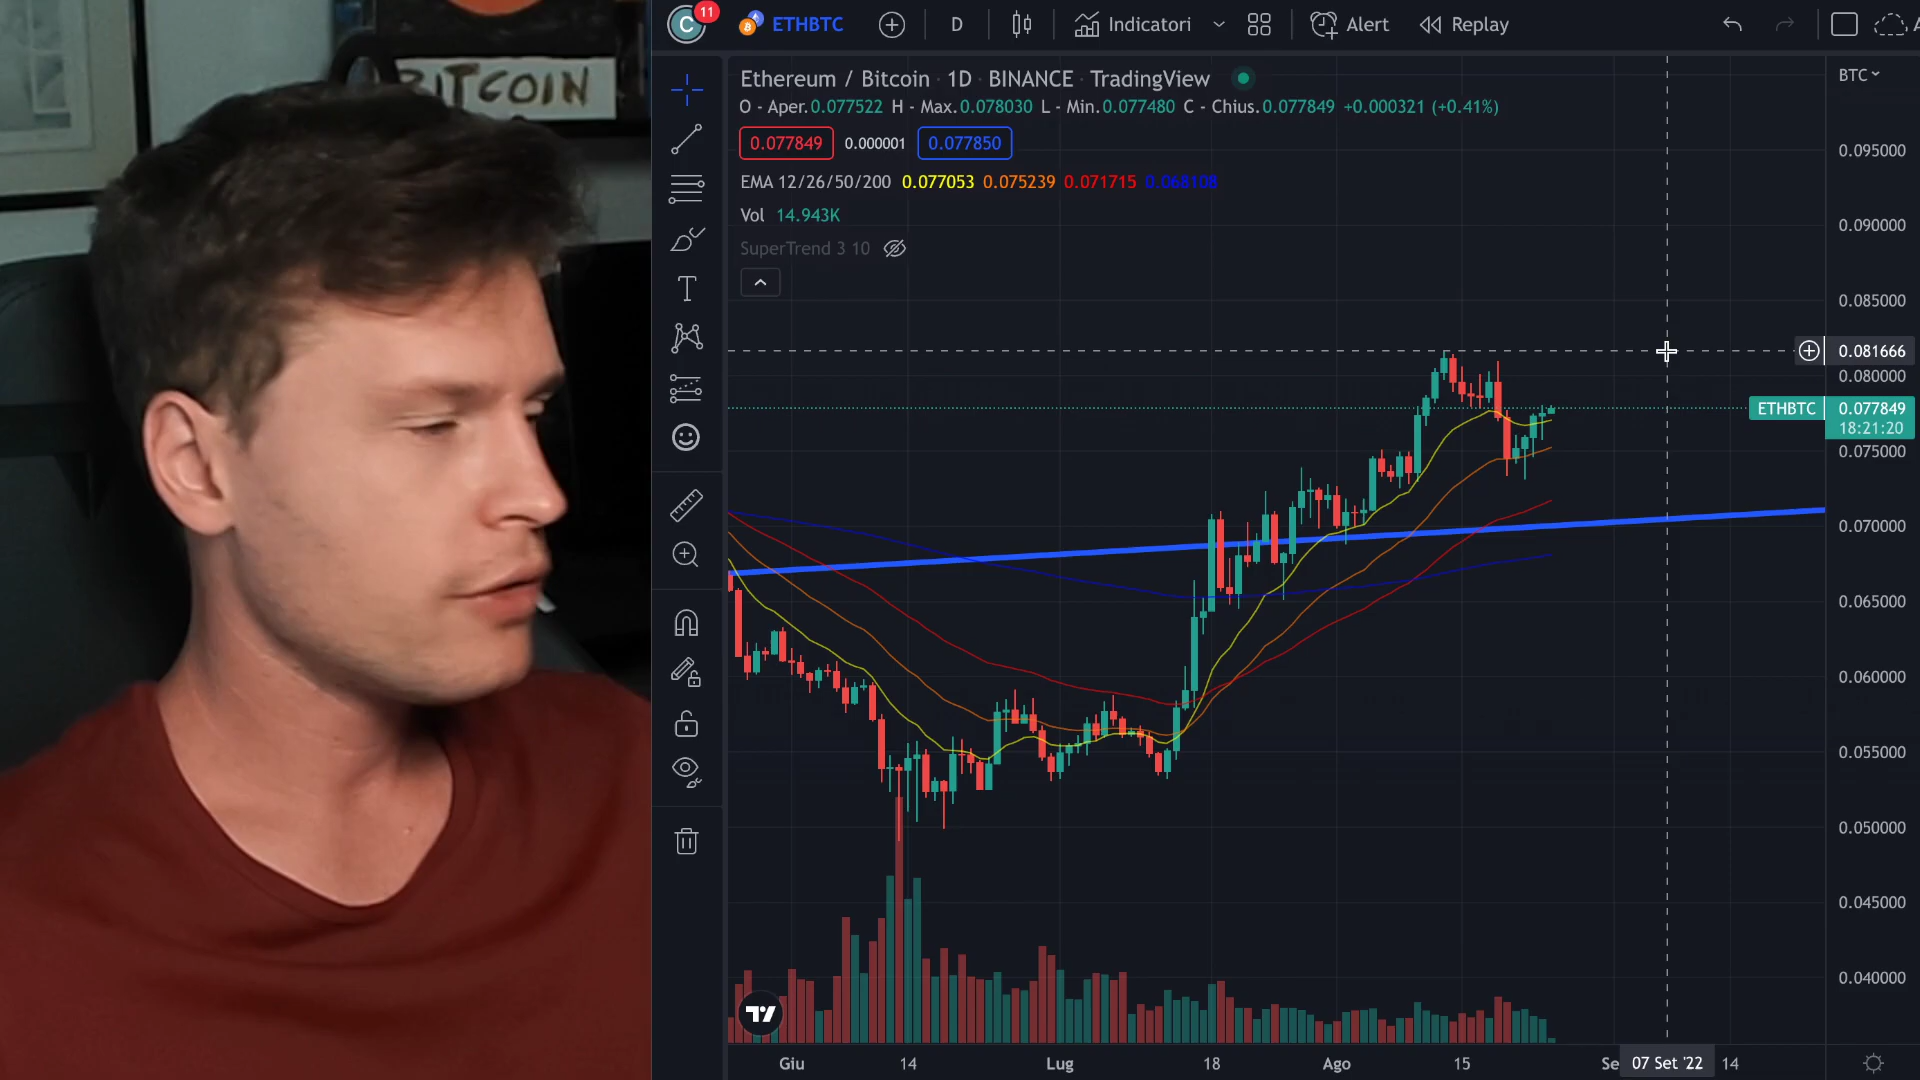 BITCOIN
C 11 ETHBTC D Indicatori Alert Replay
Ethereum / Bitcoin · 1D · BINANCE · TradingView
O - Aper.0.077522 H - Max.0.078030 L - Min.0.077480 C - Chius.0.077849 +0.000321 (+0.41%)
0.077849 0.000001 0.077850
EMA 12/26/50/200 0.077053 0.075239 0.071715 0.068108
Vol 14.943K
SuperTrend 3 10
BTC
0.095000
0.090000
0.085000
0.081666
0.080000
ETHBTC 0.077849
18:21:20
0.075000
0.070000
0.065000
0.060000
0.055000
0.050000
0.045000
0.040000
Giu 14 Lug 18 Ago 15 Se 07 Set '22 14